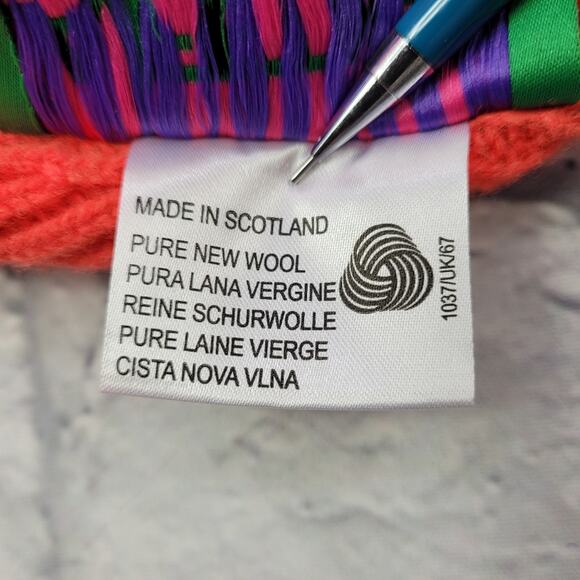 MADE IN SCOTLAND
PURE NEW WOOL
PURA LANA VERGINE
REINE SCHURWOLLE
PURE LAINE VIERGE
CISTA NOVA VLNA
1037/UK/67